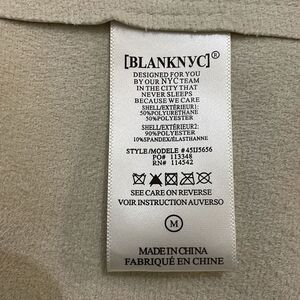 [BLANKNYC]®
DESIGNED FOR YOU
BY OUR NYC TEAM
IN THE CITY THAT
NEVER SLEEPS
BECAUSE WE CARE
SHELL/EXTÉRIEUR1:
50%POLYURETHANE
50%POLYESTER
SHELL/EXTÉRIEUR2:
90%POLYESTER
10%SPANDEX/ÉLASTHANNE
STYLE/MODELE #45IJ5656
PO# 113348
RN# 114542
SEE CARE ON REVERSE
VOIR INSTRUCTION AUVERSO
M
MADE IN CHINA
FABRIQUÉ EN CHINE